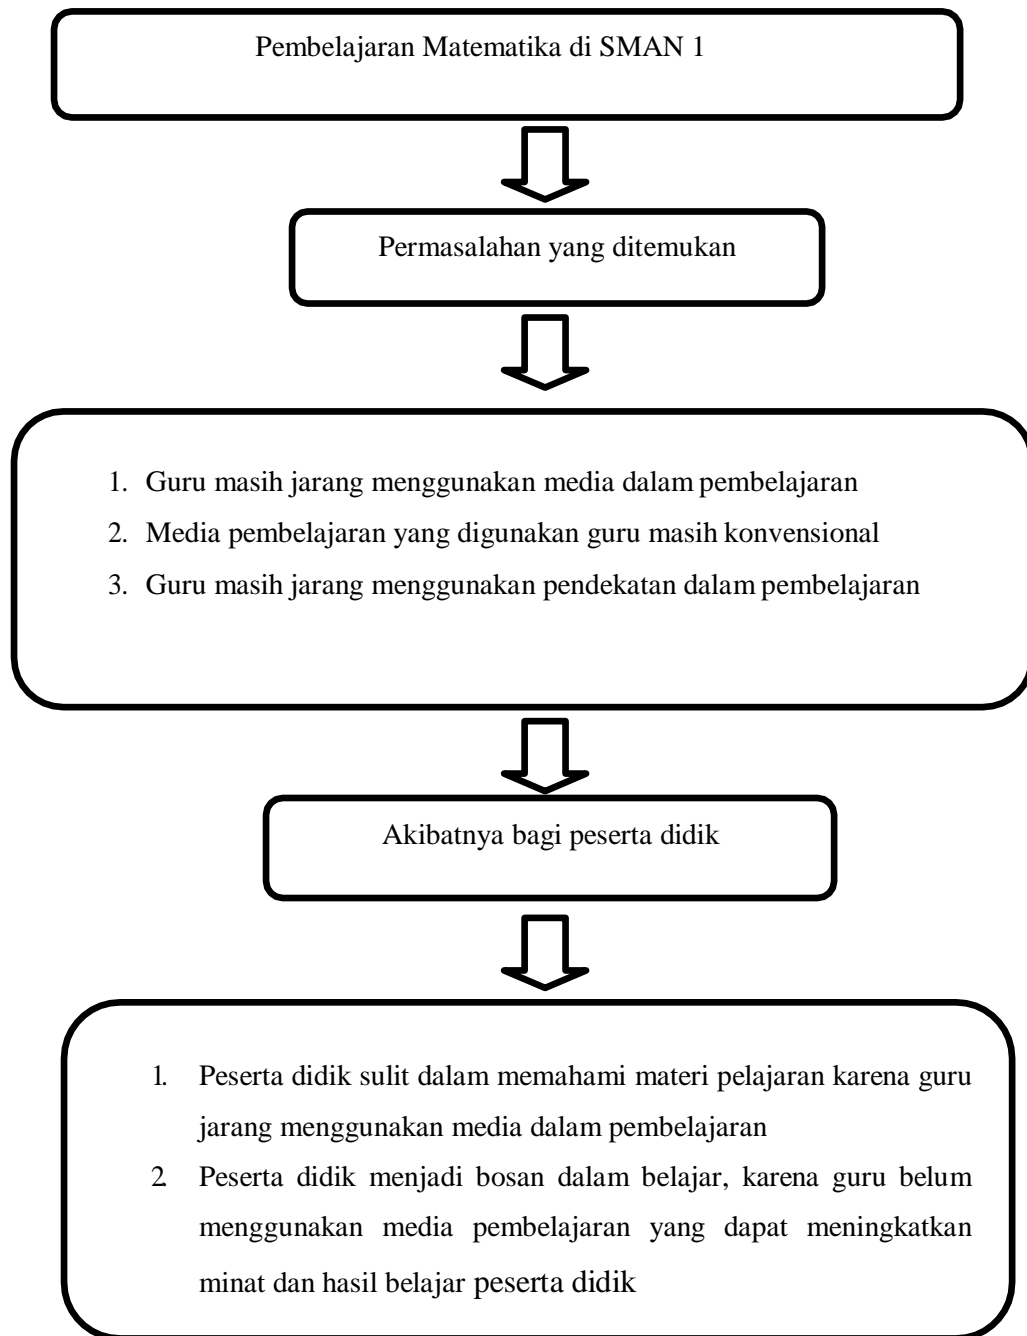 Pembelajaran Matematika di SMAN 1
Permasalahan yang ditemukan
1. Guru masih jarang menggunakan media dalam pembelajaran
2. Media pembelajaran yang digunakan guru masih konvensional
3. Guru masih jarang menggunakan pendekatan dalam pembelajaran
Akibatnya bagi peserta didik
1. Peserta didik sulit dalam memahami materi pelajaran karena guru
jarang menggunakan media dalam pembelajaran
2. Peserta didik menjadi bosan dalam belajar, karena guru belum
menggunakan media pembelajaran yang dapat meningkatkan
minat dan hasil belajar peserta didik